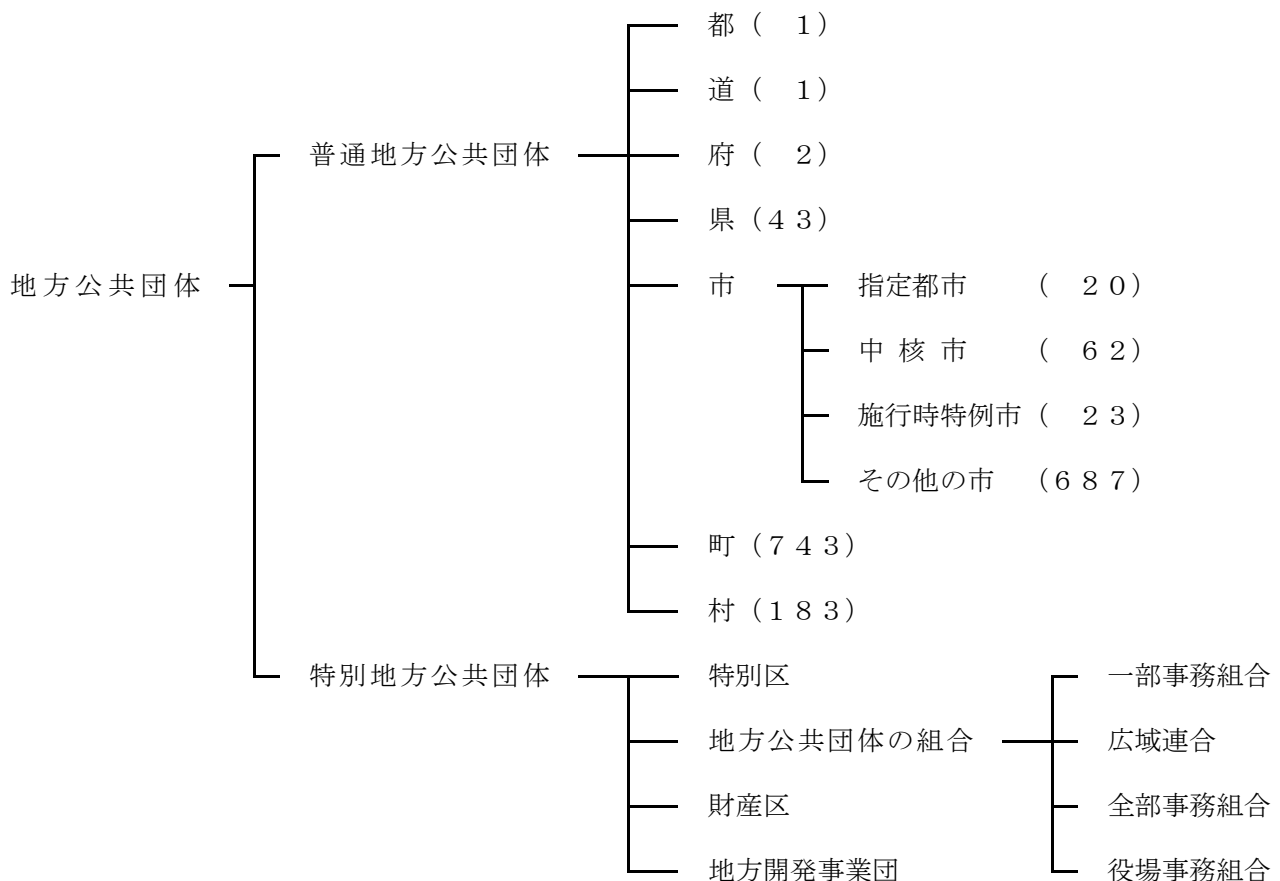 都（　１）
道（　１）
普通地方公共団体　府（　２）
県（４３）
地方公共団体　市　指定都市　（　２０）
中 核 市　（　６２）
施行時特例市（　２３）
その他の市　（６８７）
町（７４３）
村（１８３）
特別地方公共団体　特別区　一部事務組合
地方公共団体の組合　広域連合
財産区　全部事務組合
地方開発事業団　役場事務組合